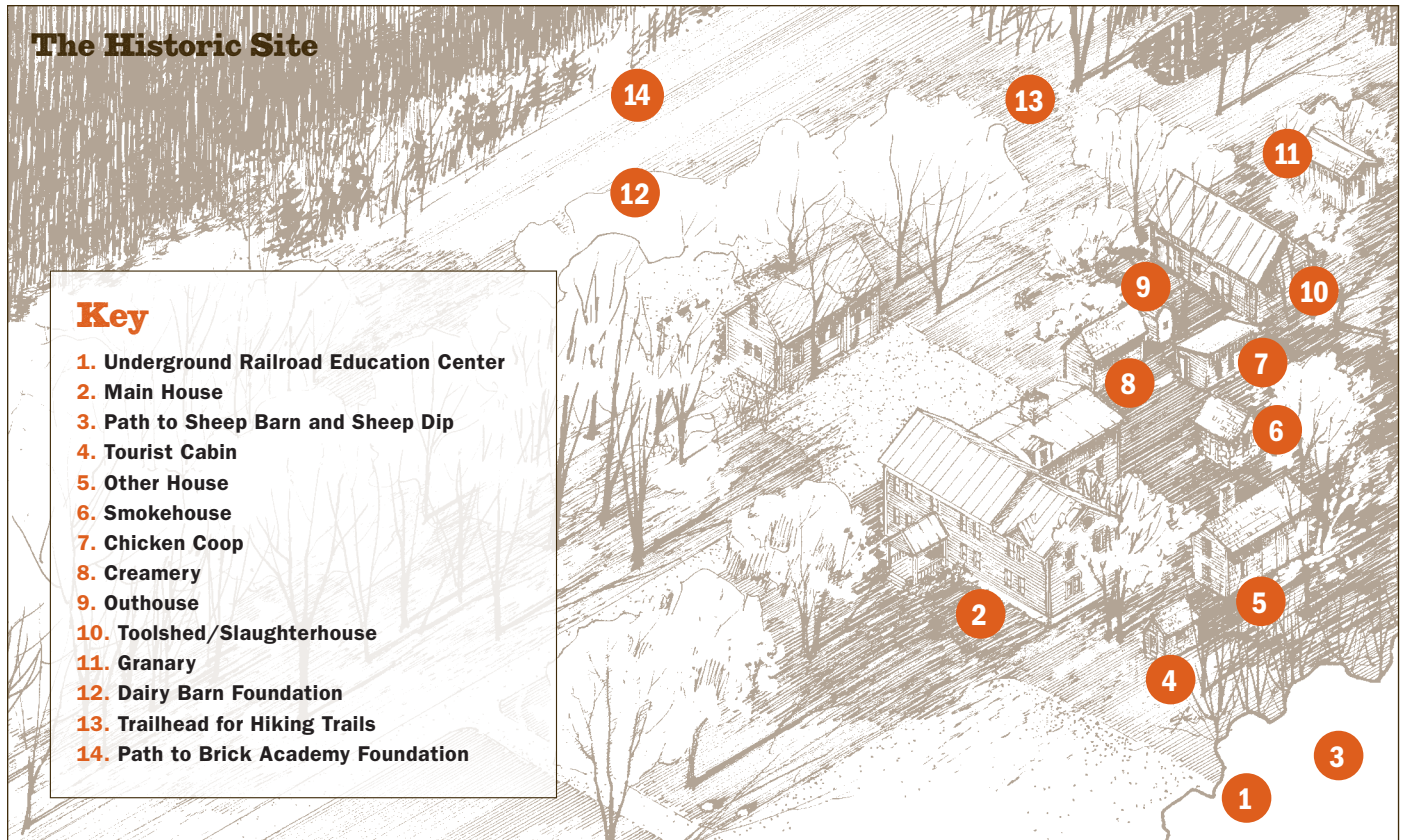 The Historic Site
14
13
11
12
9
10
7
8
6
5
2
4
3
1
Key
1. Underground Railroad Education Center
2. Main House
3. Path to Sheep Barn and Sheep Dip
4. Tourist Cabin
5. Other House
6. Smokehouse
7. Chicken Coop
8. Creamery
9. Outhouse
10. Toolshed/Slaughterhouse
11. Granary
12. Dairy Barn Foundation
13. Trailhead for Hiking Trails
14. Path to Brick Academy Foundation